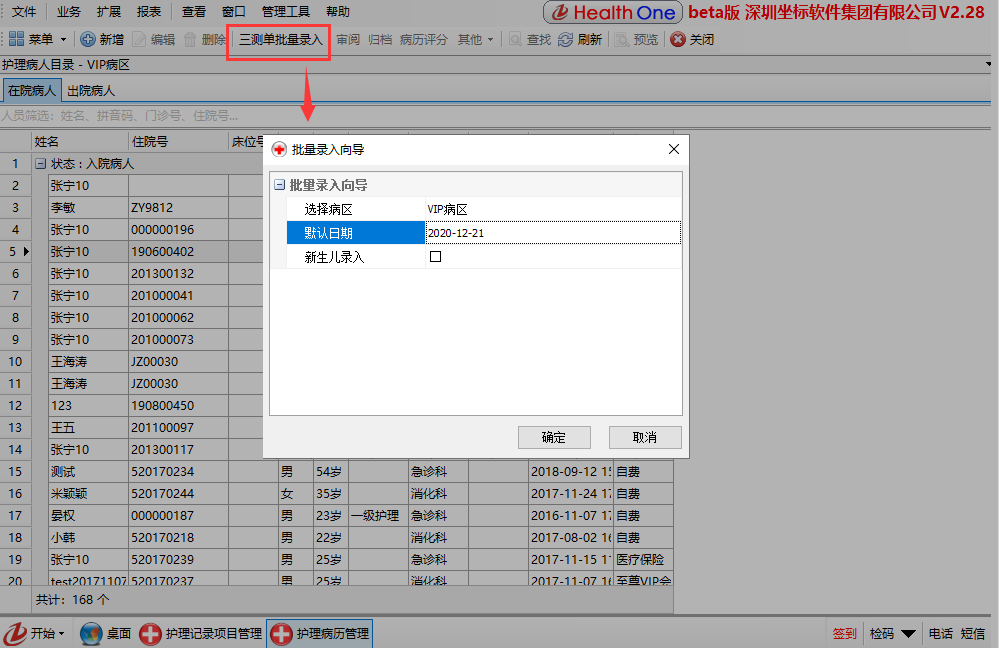 文件 业务 扩展 报表 查看 窗口 管理工具 帮助 Health One beta版 深圳坐标软件集团有限公司V2.28
菜单 新增 编辑 删除 三测单批量录入 审阅 归档 病历评分 其他 查找 刷新 预览 关闭
护理病人目录 - VIP病区
在院病人 出院病人
人员筛选：姓名、拼音码、门诊号、住院号...
姓名 住院号 床位号
1 状态：入院病人
2 张宁10
3 李敏 ZY9812
4 张宁10 000000196
5 张宁10 190600402
6 张宁10 201300132
7 张宁10 201000041
8 张宁10 201000062
9 张宁10 201000073
10 王海涛 JZ00030
11 王海涛 JZ00030
12 123 190800450
13 王五 201100097
14 张宁10 201300117
15 测试 520170234 男 54岁 急诊科 2018-09-12 15 自费
16 米颖颖 520170244 女 35岁 消化科 2017-11-24 17 自费
17 晏权 000000187 男 23岁 一级护理 急诊科 2016-11-07 17 自费
18 小韩 520170218 男 22岁 消化科 2017-08-02 16 自费
19 张宁10 520170239 男 25岁 急诊科 2017-11-15 1 医疗保险
20 test20171107 520170237 男 25岁 消化科 2017-11-07 16 至尊VIP会
共计：168 个
批量录入向导
批量录入向导
选择病区 VIP病区
默认日期 2020-12-21
新生儿录入
确定 取消
开始 桌面 护理记录项目管理 护理病历管理 签到 检码 电话 短信